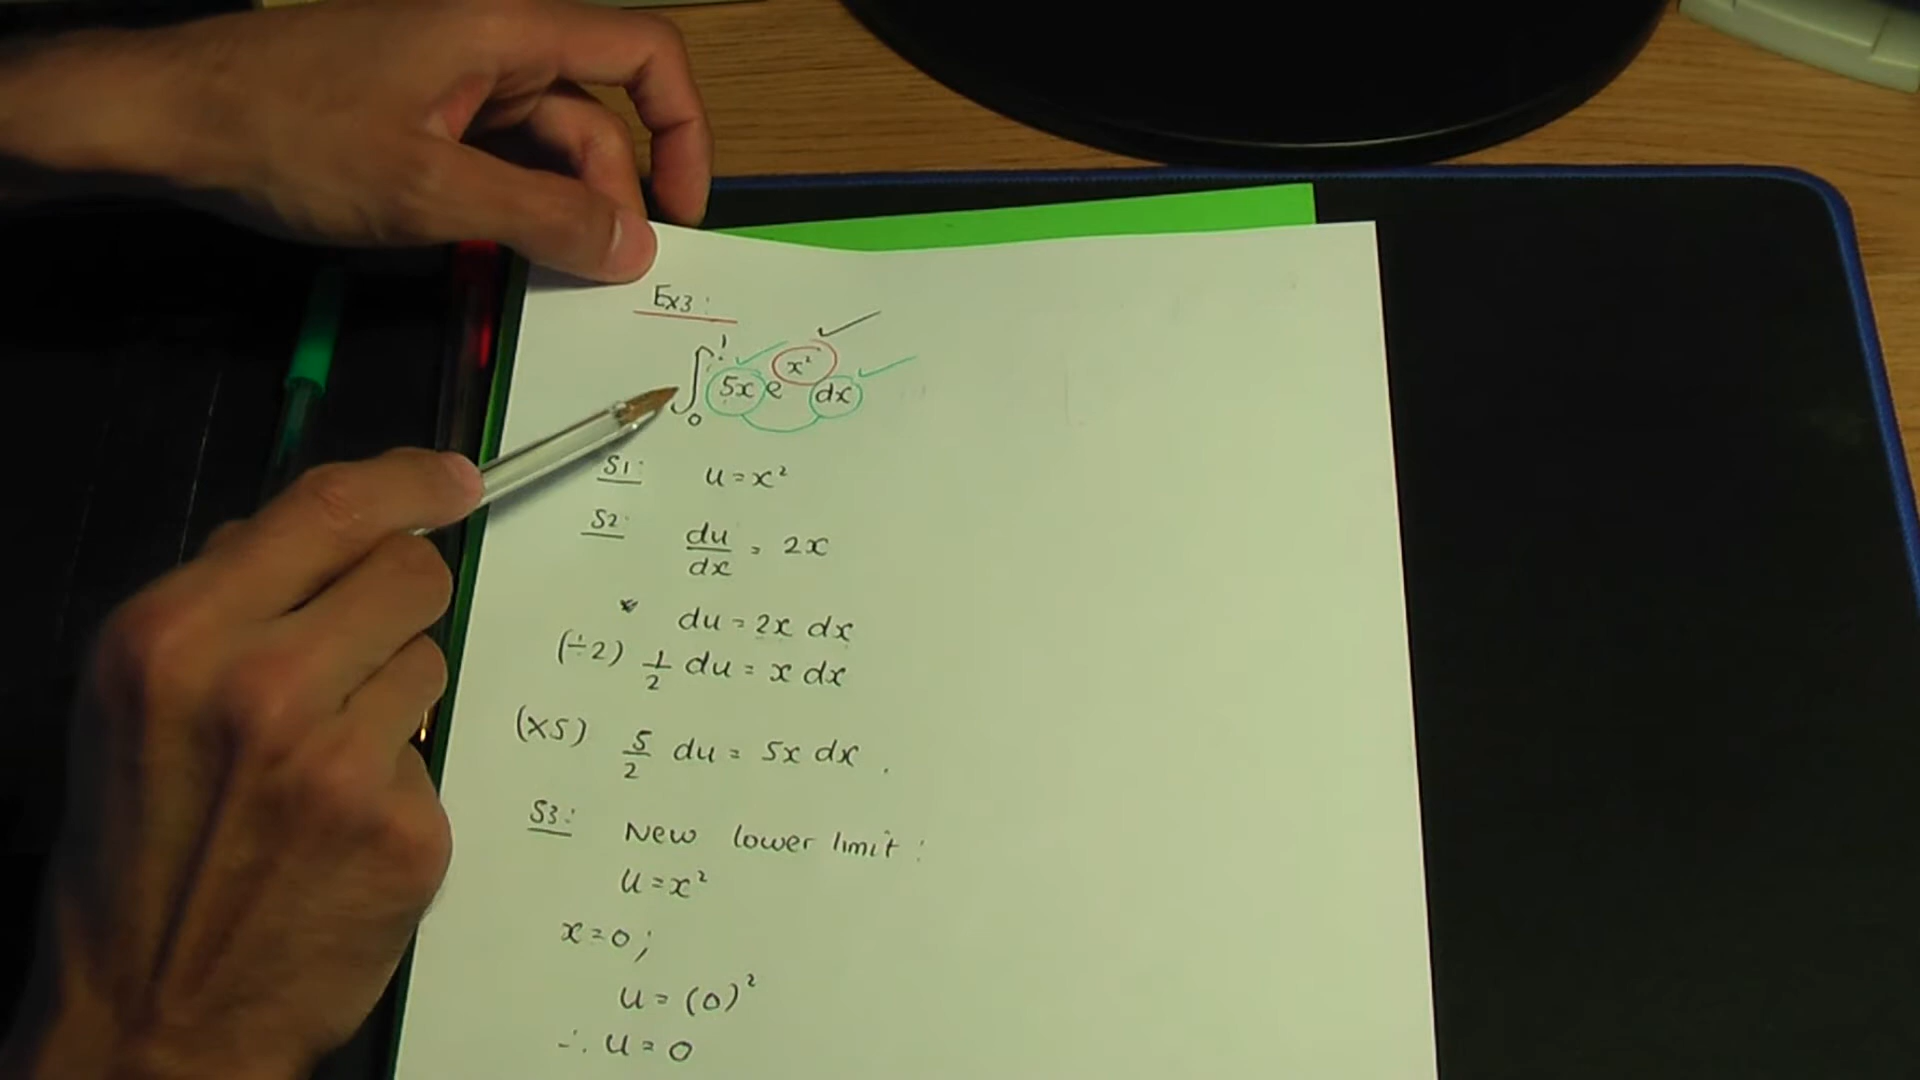 Ex3:
∫₀¹ 5x e^x² dx
S1: u = x²
S2: du/dx = 2x
* du = 2x dx
(÷2) 1/2 du = x dx
(×5) 5/2 du = 5x dx .
S3: New lower limit :
u = x²
x = 0 ;
u = (0)²
∴ u = 0